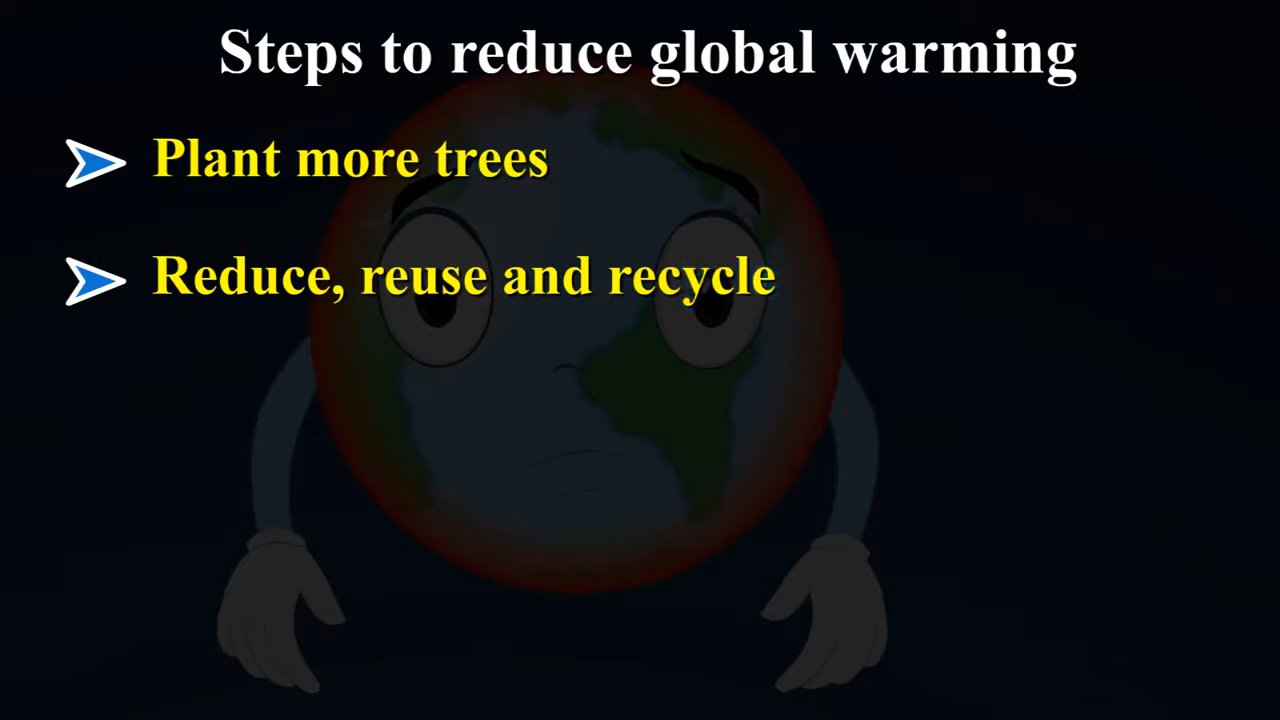 Steps to reduce global warming
Plant more trees
Reduce, reuse and recycle